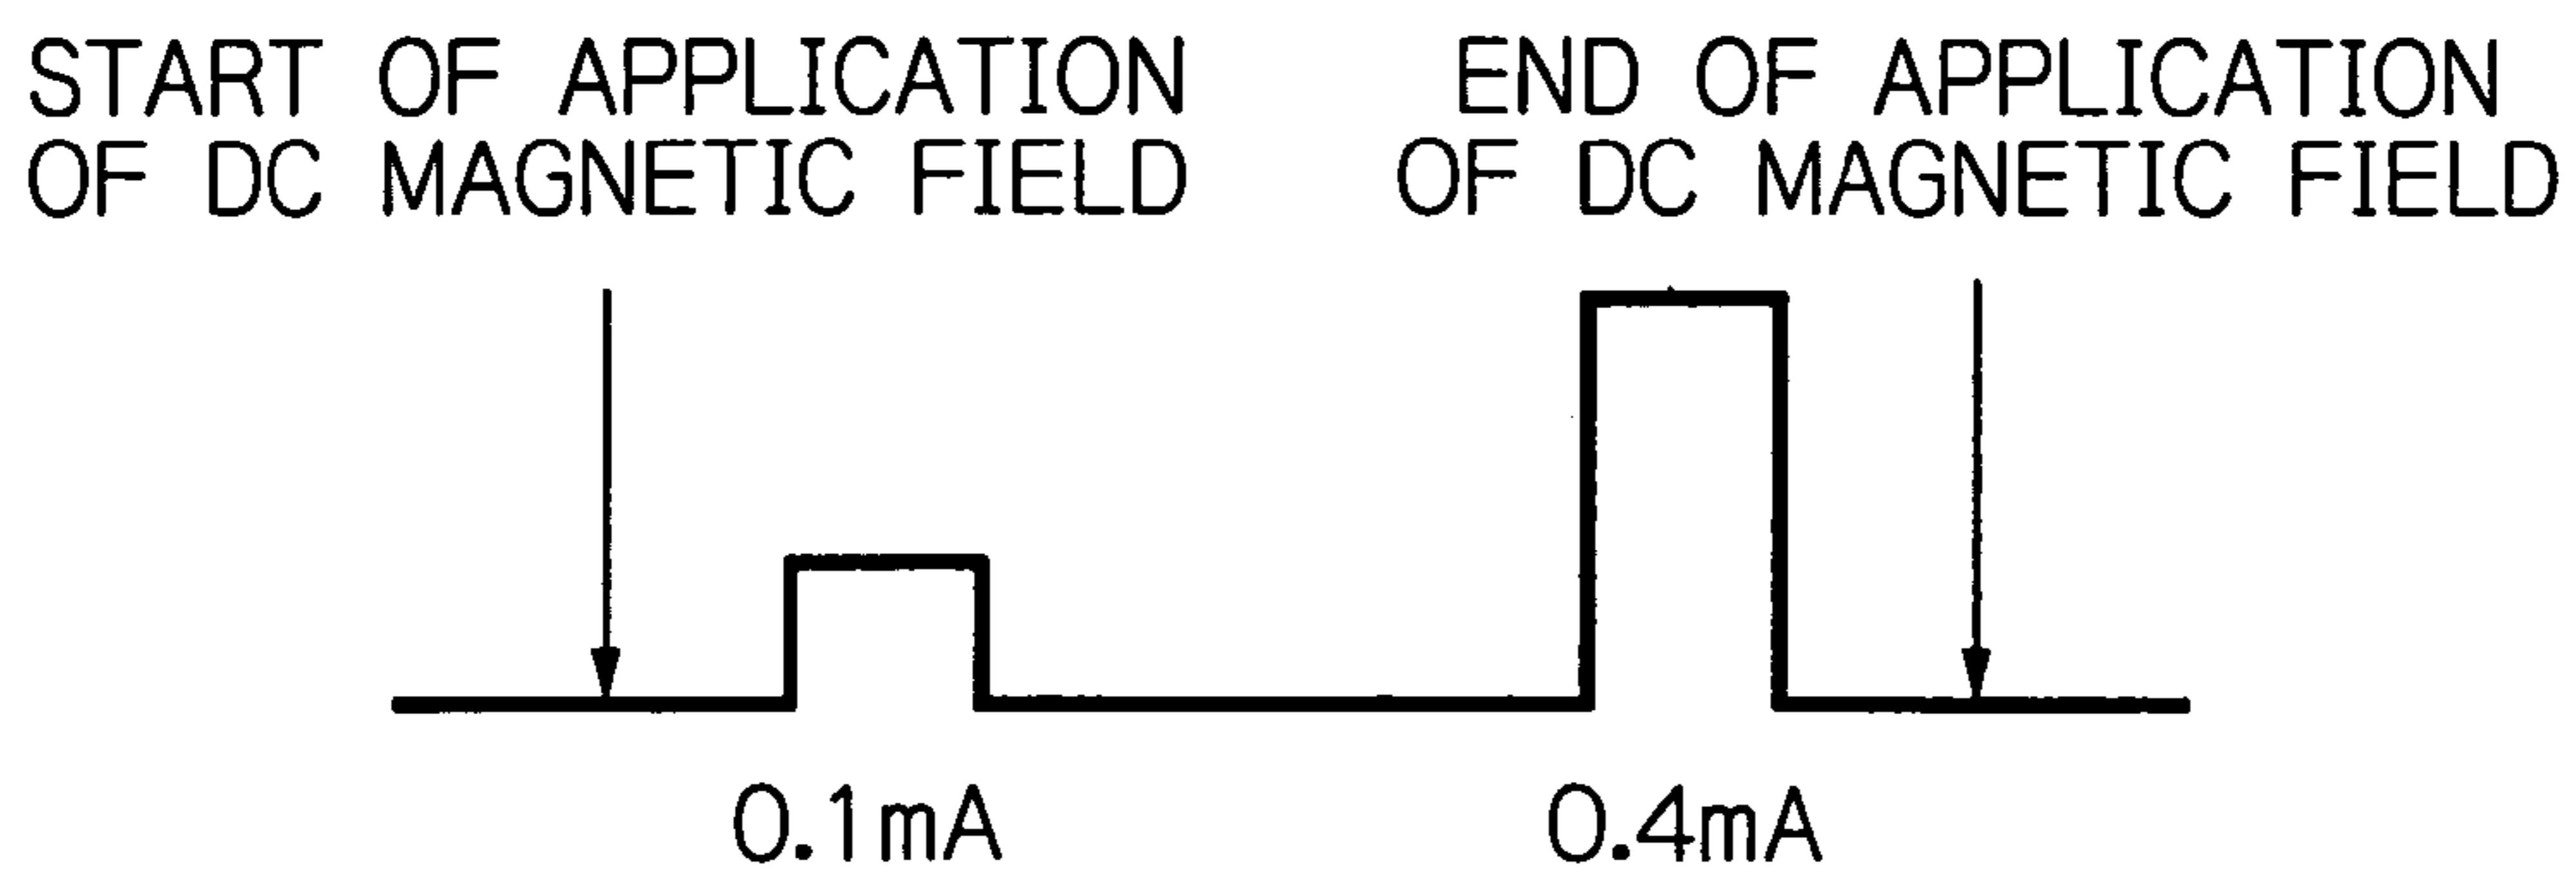 START OF APPLICATION
OF DC MAGNETIC FIELD
END OF APPLICATION
OF DC MAGNETIC FIELD
0.1mA
0.4mA